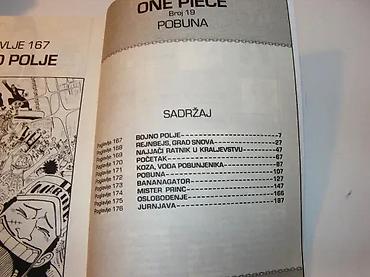 VLJE 167
O POLJE
ONE PIECE
Broj 19
POBUNA
SADRŽAJ
Poglavlje 167 BOJNO POLJE 7
Poglavlje 168 REJNBEJS, GRAD SNOVA 27
Poglavlje 169 NAJJAČI RATNIK U KRALJEVSTVU 47
Poglavlje 170 POČETAK 67
Poglavlje 171 KOZA, VOĐA POBUNJENIKA 87
Poglavlje 172 POBUNA 107
Poglavlje 173 BANANAGATOR 127
Poglavlje 174 MISTER PRINC 147
Poglavlje 175 OSLOBOĐENJE 166
Poglavlje 176 JURNJAVA 187